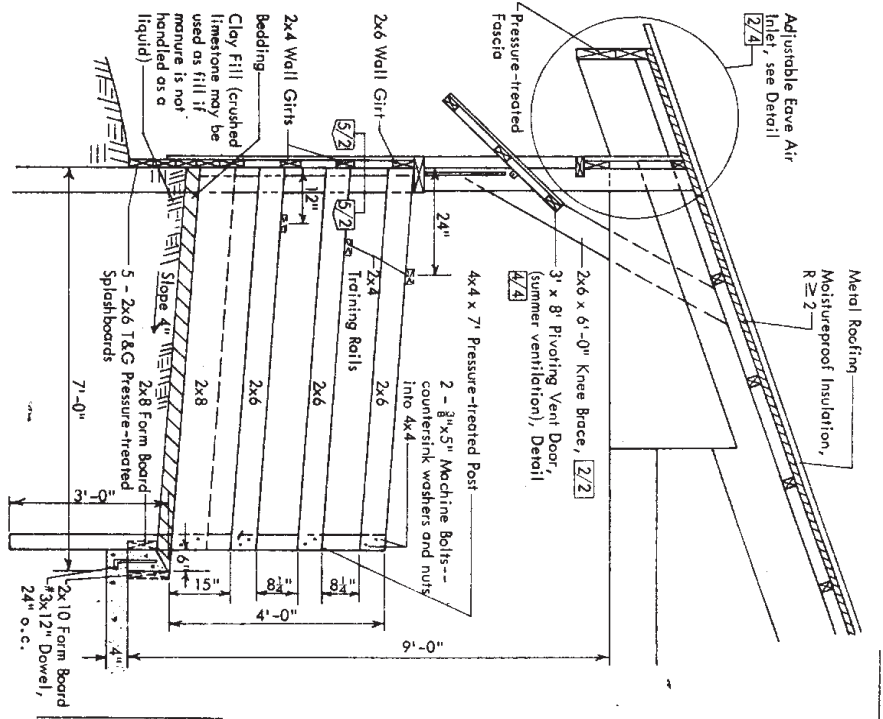 Adjustable Eave Air
Inlet, see Detail
2/4
Pressure-treated
Fascia
2x6 Wall Girt
2x4 Wall Girts
Bedding
Clay Fill (crushed
limestone may be
used as fill if
manure is not
handled as a
liquid)
Metal Roofing
Moistureproof Insulation,
R ≥ 2
2x6 x 6'-0" Knee Brace, 2/2
3' x 8' Pivoting Vent Door,
(summer ventilation), Detail
4/4
4x4 x 7' Pressure-treated Post
2 - 3/8"x5" Machine Bolts--
countersink washers and nuts
into 4x4
5/2
5/2
12"
24"
2x4
Training Rails
2x6
2x6
2x6
2x8
Slope 4"
2x8 Form Board
5 - 2x6 T&G Pressure-treated
Splashboards
7'-0"
3'-0"
6"
15"
8¼"
8¼"
4'-0"
9'-0"
4"
2x10 Form Board
#3x12" Dowel,
24" o.c.